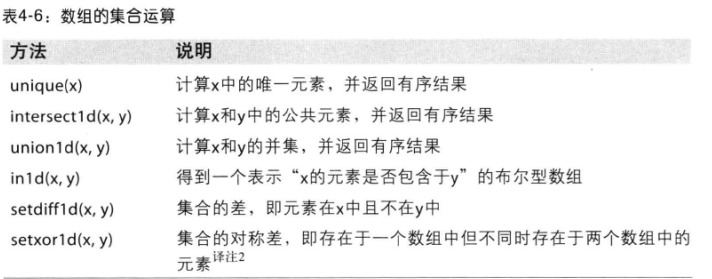 表4-6：数组的集合运算
方法 说明
unique(x) 计算x中的唯一元素，并返回有序结果
intersect1d(x, y) 计算x和y中的公共元素，并返回有序结果
union1d(x, y) 计算x和y的并集，并返回有序结果
in1d(x, y) 得到一个表示“x的元素是否包含于y”的布尔型数组
setdiff1d(x, y) 集合的差，即元素在x中且不在y中
setxor1d(x, y) 集合的对称差，即存在于一个数组中但不同时存在于两个数组中的
元素译注2